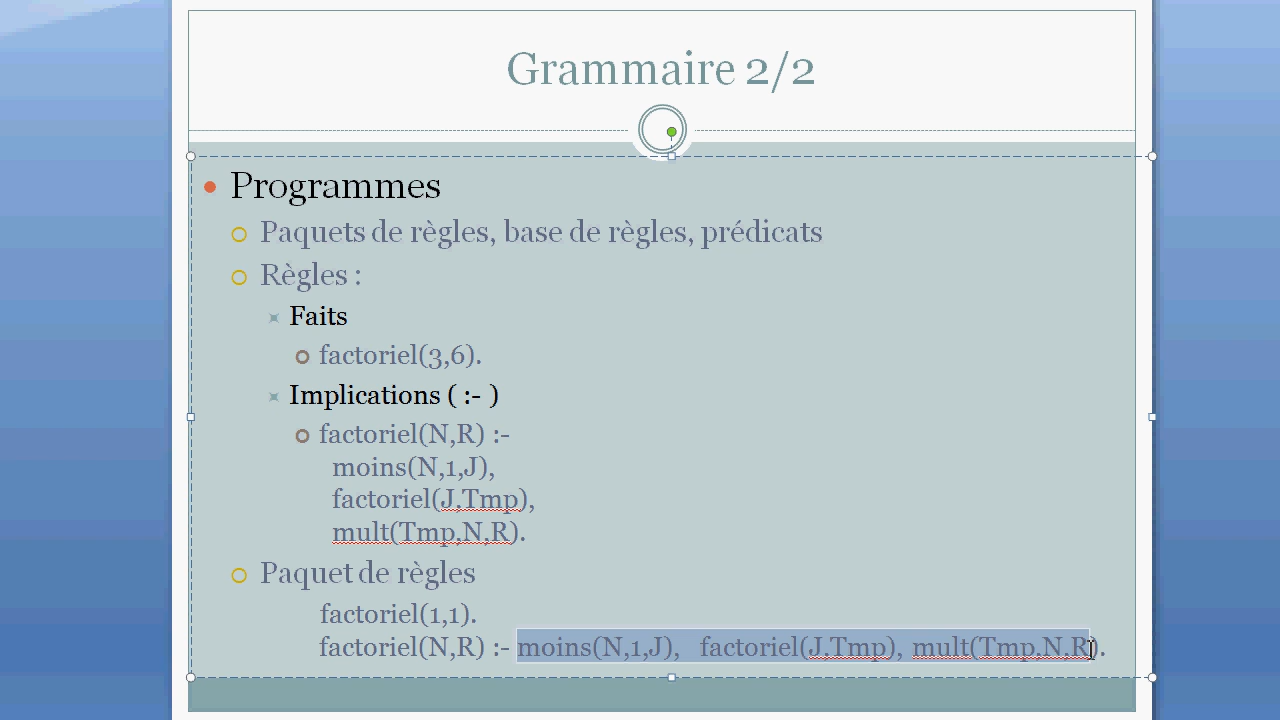 Grammaire 2/2
Programmes
Paquets de règles, base de règles, prédicats
Règles :
Faits
factoriel(3,6).
Implications ( :- )
factoriel(N,R) :-
moins(N,1,J),
factoriel(J,Tmp),
mult(Tmp,N,R).
Paquet de règles
factoriel(1,1).
factoriel(N,R) :- moins(N,1,J), factoriel(J,Tmp), mult(Tmp,N,R).